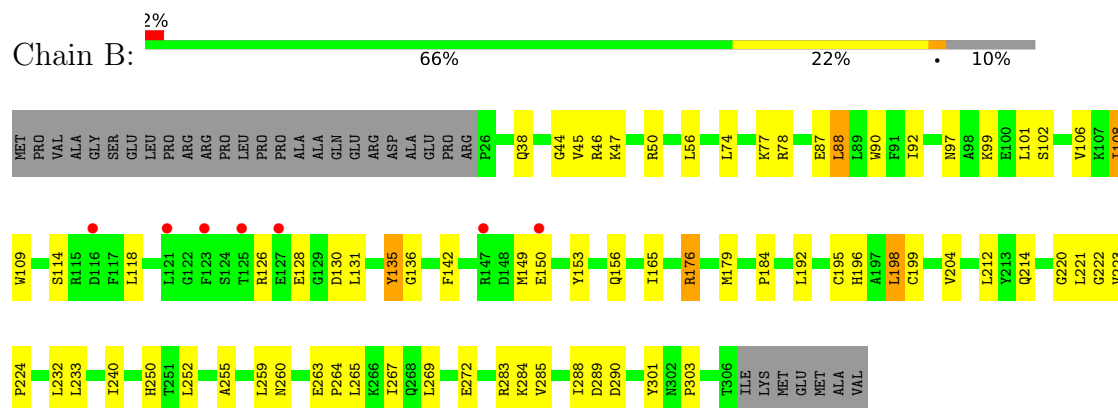 2%
Chain B:
66% 22% • 10%
MET PRO VAL ALA GLY SER GLU LEU PRO ARG ARG PRO LEU PRO PRO ALA ALA GLN GLU ARG ASP ALA GLU PRO ARG P26 Q38 G44 V45 R46 K47 R50 L56 L74 K77 R78 E87 L88 L89 W90 F91 I92 N97 A98 K99 E100 L101 S102 V106 K107 I108
W109 S114 R115 D116 F117 L118 L121 G122 F123 S124 T125 R126 E127 E128 G129 D130 L131 Y135 G136 F142 R147 D148 M149 E150 Y153 Q156 I165 R176 M179 P184 L192 C195 H196 A197 L198 C199 V204 L212 Y213 Q214 G220 L221 G222 V223
P224 L232 L233 I240 H250 T251 L252 A255 L259 N260 E263 P264 L265 K266 I267 Q268 L269 E272 R283 K284 V285 I288 D289 D290 Y301 N302 P303 T306 ILE LYS MET GLU MET ALA VAL